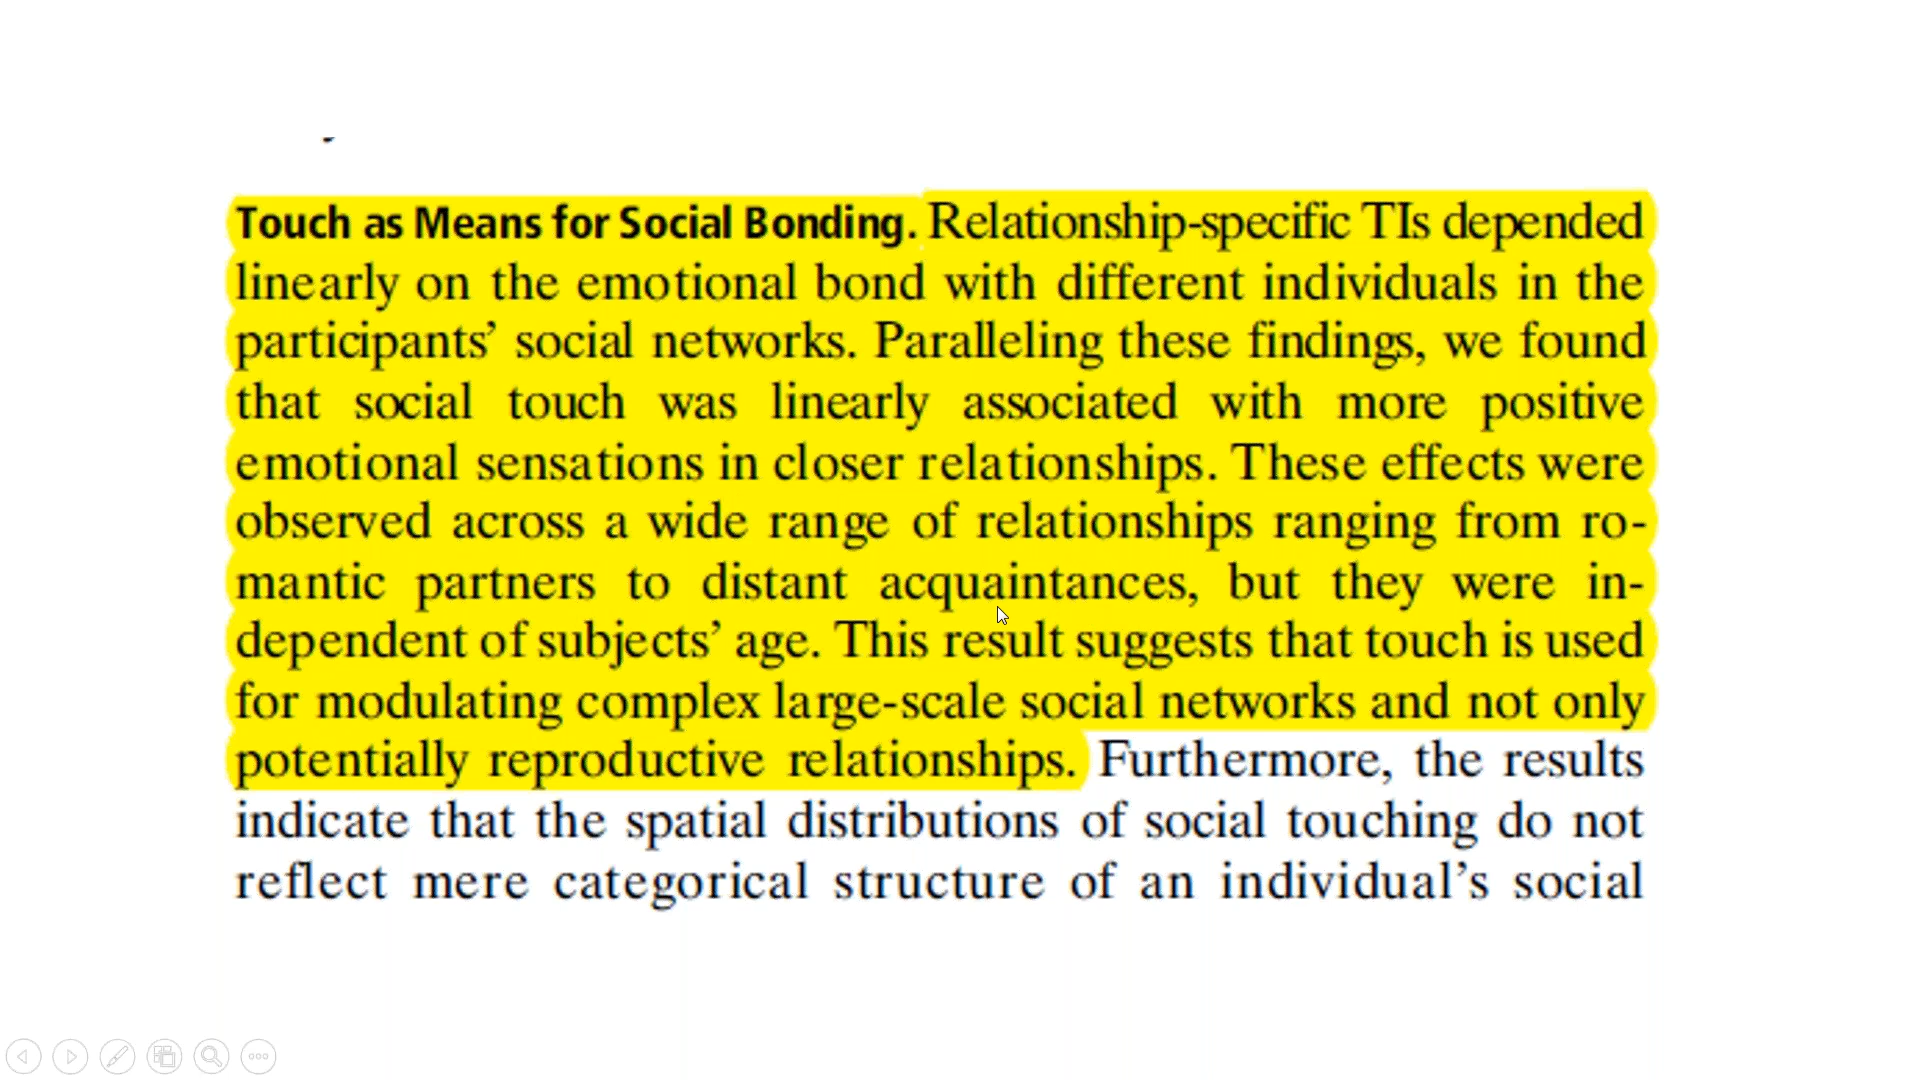 Touch as Means for Social Bonding. Relationship-specific TIs depended
linearly on the emotional bond with different individuals in the
participants’ social networks. Paralleling these findings, we found
that social touch was linearly associated with more positive
emotional sensations in closer relationships. These effects were
observed across a wide range of relationships ranging from ro-
mantic partners to distant acquaintances, but they were in-
dependent of subjects’ age. This result suggests that touch is used
for modulating complex large-scale social networks and not only
potentially reproductive relationships. Furthermore, the results
indicate that the spatial distributions of social touching do not
reflect mere categorical structure of an individual’s social